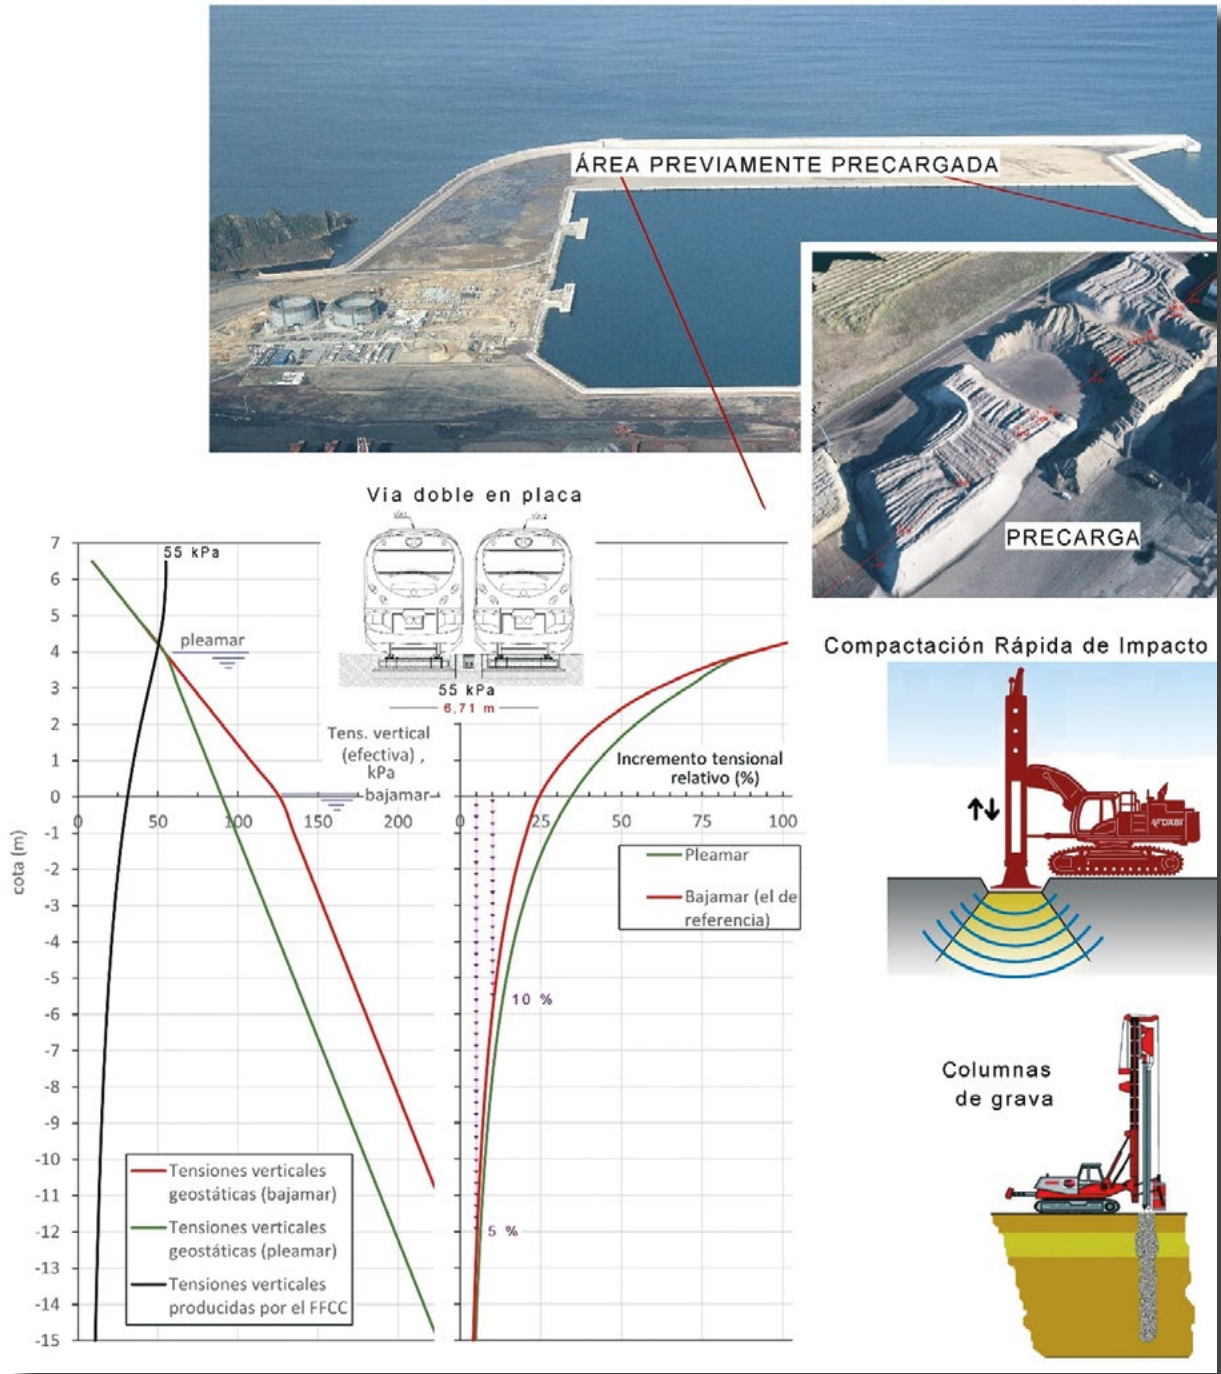 ÁREA PREVIAMENTE PRECARGADA
PRECARGA
Vía doble en placa
55 kPa
6,71 m
7
6
5
4
3
2
1
0
-1
-2
-3
-4
-5
-6
-7
-8
-9
-10
-11
-12
-13
-14
-15
cota (m)
55 kPa
pleamar
Tens. vertical
(efectiva) ,
kPa
bajamar
0
50
100
150
200
Tensiones verticales
geostáticas (bajamar)
Tensiones verticales
geostáticas (pleamar)
Tensiones verticales
producidas por el FFCC
Incremento tensional
relativo (%)
0
25
50
75
100
Pleamar
Bajamar (el de
referencia)
10 %
5 %
Compactación Rápida de Impacto
Columnas
de grava